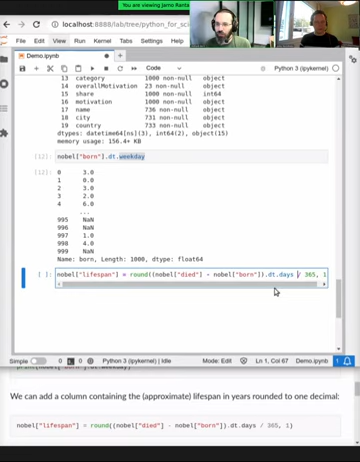 You are viewing Jarno Ranta
localhost:8888/lab/tree/python_for_sc
File Edit View
Demo.ipynb
Code
Python 3 (ipykernel)
13 category 1000 non-null object
14 overallMotivation 23 non-null object
15 share 1000 non-null int64
16 motivation 1000 non-null object
17 name 736 non-null object
18 city 731 non-null object
19 country 733 non-null object
dtypes: datetime64[ns](3), int64(2), object(15)
memory usage: 156.4+ KB
[12]: nobel["born"].dt.weekday
[12]: 0 3.0
1 0.0
2 3.0
3 2.0
4 6.0
...
995 NaN
996 NaN
997 1.0
998 4.0
999 NaN
Name: born, Length: 1000, dtype: float64
[ ]: nobel["lifespan"] = round((nobel["died"] - nobel["born"]).dt.days / 365, 1
Simple 0 1 Python 3 (ipykernel) | Idle Mode: Edit Ln 1, Col 67 Demo.ipynb 1
We can add a column containing the (approximate) lifespan in years rounded to one decimal:
nobel["lifespan"] = round((nobel["died"] - nobel["born"]).dt.days / 365, 1)